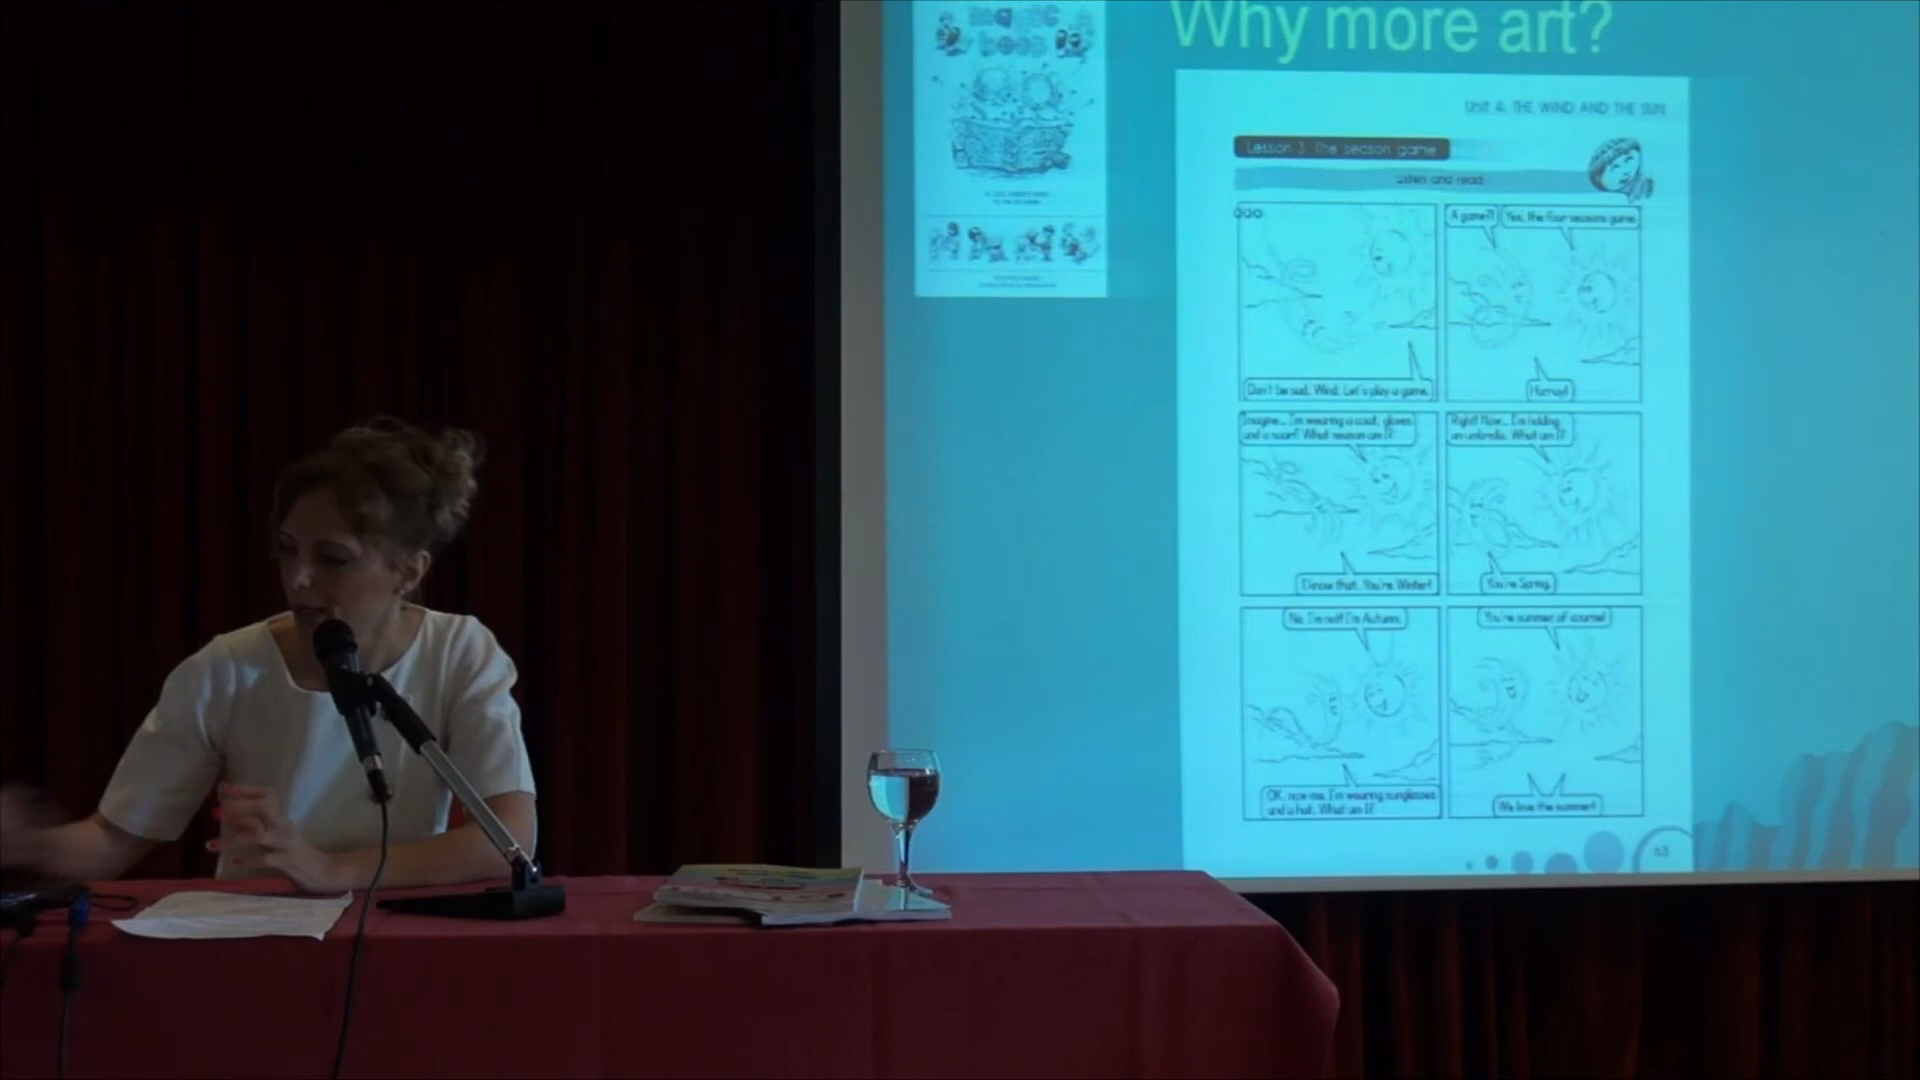 Why more art?
magic
book
Unit 4: THE WIND AND THE SUN
Lesson 3: The season game
Listen and read.
Don't be sad, Wind. Let's play a game.
A game?
Yes, the four seasons game.
Hurray!
Imagine... I'm wearing a coat, gloves
and a scarf. What season am I?
I know that. You're Winter!
Right! Now... I'm holding
an umbrella. What am I?
You're Spring.
No, I'm not! I'm Autumn.
OK, now me. I'm wearing sunglasses
and a hat. What am I?
You're summer of course!
We love the summer!
63